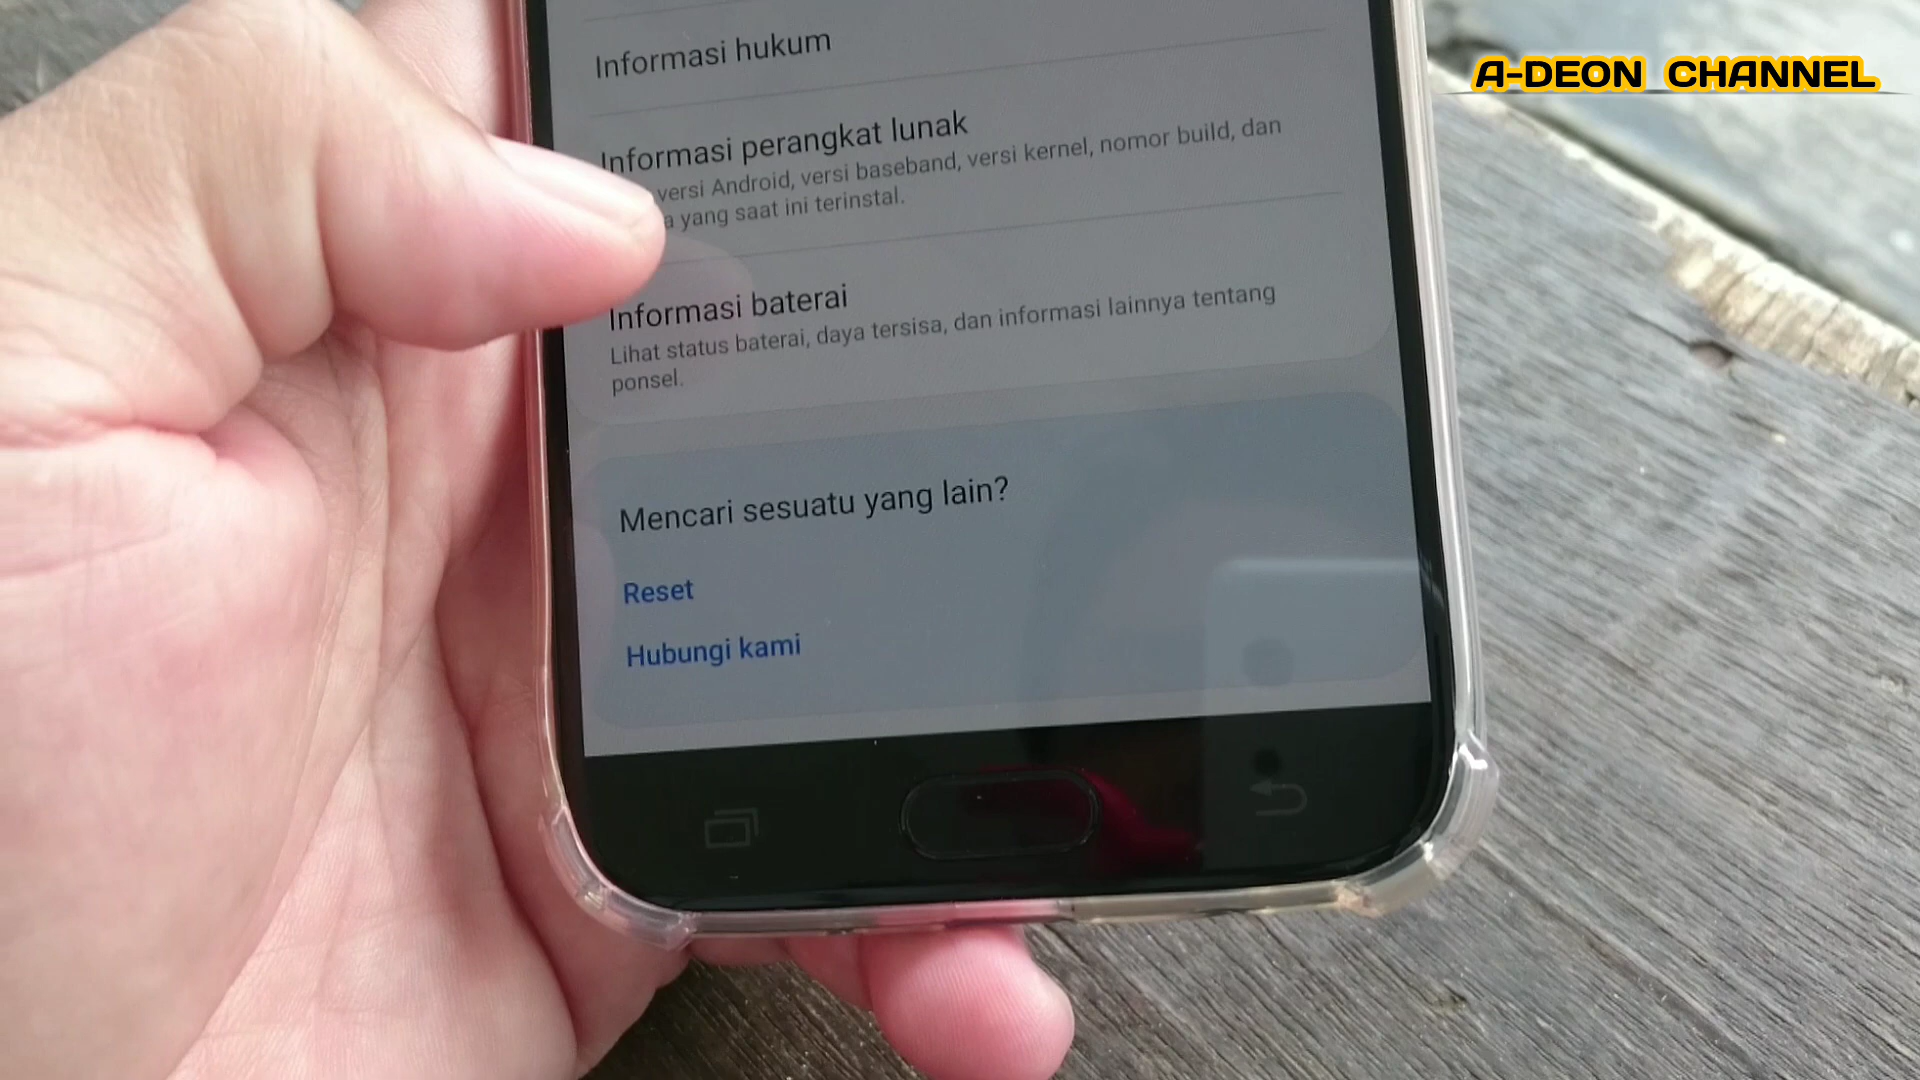 A-DEON CHANNEL
Informasi hukum
Informasi perangkat lunak
versi Android, versi baseband, versi kernel, nomor build, dan
yang saat ini terinstal.
Informasi baterai
Lihat status baterai, daya tersisa, dan informasi lainnya tentang
ponsel.
Mencari sesuatu yang lain?
Reset
Hubungi kami